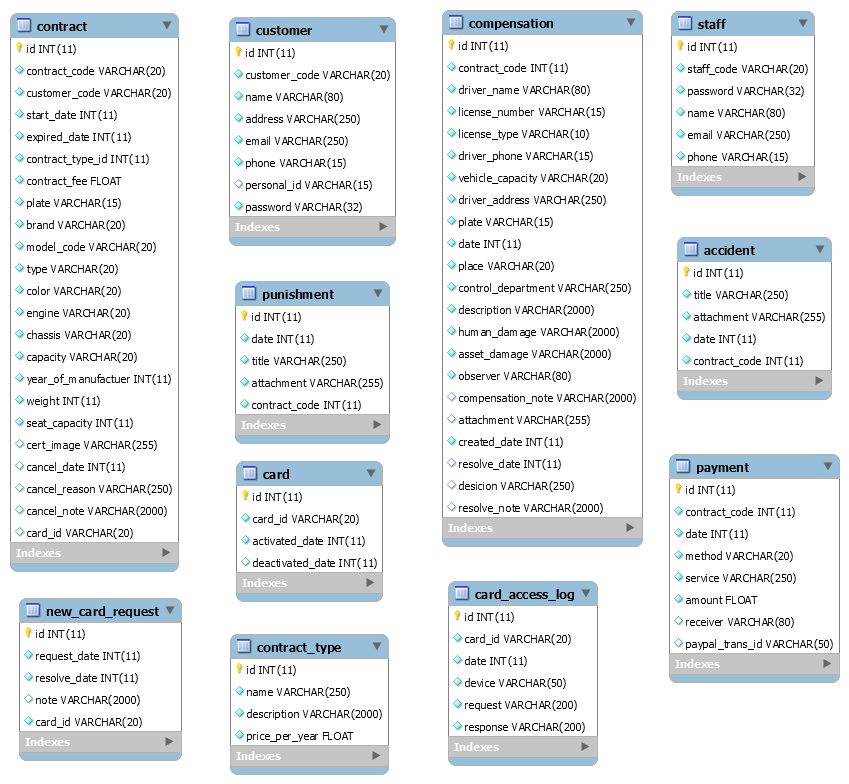 contract
id INT(11)
contract_code VARCHAR(20)
customer_code VARCHAR(20)
start_date INT(11)
expired_date INT(11)
contract_type_id INT(11)
contract_fee FLOAT
plate VARCHAR(15)
brand VARCHAR(20)
model_code VARCHAR(20)
type VARCHAR(20)
color VARCHAR(20)
engine VARCHAR(20)
chassis VARCHAR(20)
capacity VARCHAR(20)
year_of_manufactuer INT(11)
weight INT(11)
seat_capacity INT(11)
cert_image VARCHAR(255)
cancel_date INT(11)
cancel_reason VARCHAR(250)
cancel_note VARCHAR(2000)
card_id VARCHAR(20)
Indexes
new_card_request
id INT(11)
request_date INT(11)
resolve_date INT(11)
note VARCHAR(2000)
card_id VARCHAR(20)
Indexes
customer
id INT(11)
customer_code VARCHAR(20)
name VARCHAR(80)
address VARCHAR(250)
email VARCHAR(250)
phone VARCHAR(15)
personal_id VARCHAR(15)
password VARCHAR(32)
Indexes
punishment
id INT(11)
date INT(11)
title VARCHAR(250)
attachment VARCHAR(255)
contract_code INT(11)
Indexes
card
id INT(11)
card_id VARCHAR(20)
activated_date INT(11)
deactivated_date INT(11)
Indexes
contract_type
id INT(11)
name VARCHAR(250)
description VARCHAR(2000)
price_per_year FLOAT
Indexes
compensation
id INT(11)
contract_code INT(11)
driver_name VARCHAR(80)
license_number VARCHAR(15)
license_type VARCHAR(10)
driver_phone VARCHAR(15)
vehicle_capacity VARCHAR(20)
driver_address VARCHAR(250)
plate VARCHAR(15)
date INT(11)
place VARCHAR(20)
control_department VARCHAR(250)
description VARCHAR(2000)
human_damage VARCHAR(2000)
asset_damage VARCHAR(2000)
observer VARCHAR(80)
compensation_note VARCHAR(2000)
attachment VARCHAR(255)
created_date INT(11)
resolve_date INT(11)
desicion VARCHAR(250)
resolve_note VARCHAR(2000)
Indexes
card_access_log
id INT(11)
card_id VARCHAR(20)
date INT(11)
device VARCHAR(50)
request VARCHAR(200)
response VARCHAR(200)
Indexes
staff
id INT(11)
staff_code VARCHAR(20)
password VARCHAR(32)
name VARCHAR(80)
email VARCHAR(250)
phone VARCHAR(15)
Indexes
accident
id INT(11)
title VARCHAR(250)
attachment VARCHAR(255)
date INT(11)
contract_code INT(11)
Indexes
payment
id INT(11)
contract_code INT(11)
date INT(11)
method VARCHAR(20)
service VARCHAR(250)
amount FLOAT
receiver VARCHAR(80)
paypal_trans_id VARCHAR(50)
Indexes